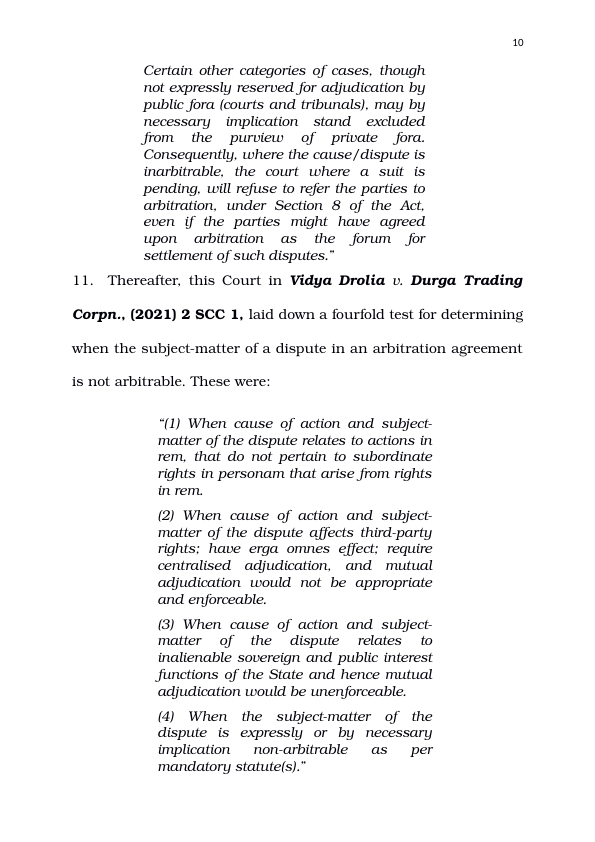 10
Certain other categories of cases, though
not expressly reserved for adjudication by
public fora (courts and tribunals), may by
necessary implication stand excluded
from the purview of private fora.
Consequently, where the cause/dispute is
inarbitrable, the court where a suit is
pending, will refuse to refer the parties to
arbitration, under Section 8 of the Act,
even if the parties might have agreed
upon arbitration as the forum for
settlement of such disputes.”
11. Thereafter, this Court in Vidya Drolia v. Durga Trading
Corpn., (2021) 2 SCC 1, laid down a fourfold test for determining
when the subject-matter of a dispute in an arbitration agreement
is not arbitrable. These were:
“(1) When cause of action and subject-
matter of the dispute relates to actions in
rem, that do not pertain to subordinate
rights in personam that arise from rights
in rem.
(2) When cause of action and subject-
matter of the dispute affects third-party
rights; have erga omnes effect; require
centralised adjudication, and mutual
adjudication would not be appropriate
and enforceable.
(3) When cause of action and subject-
matter of the dispute relates to
inalienable sovereign and public interest
functions of the State and hence mutual
adjudication would be unenforceable.
(4) When the subject-matter of the
dispute is expressly or by necessary
implication non-arbitrable as per
mandatory statute(s).”